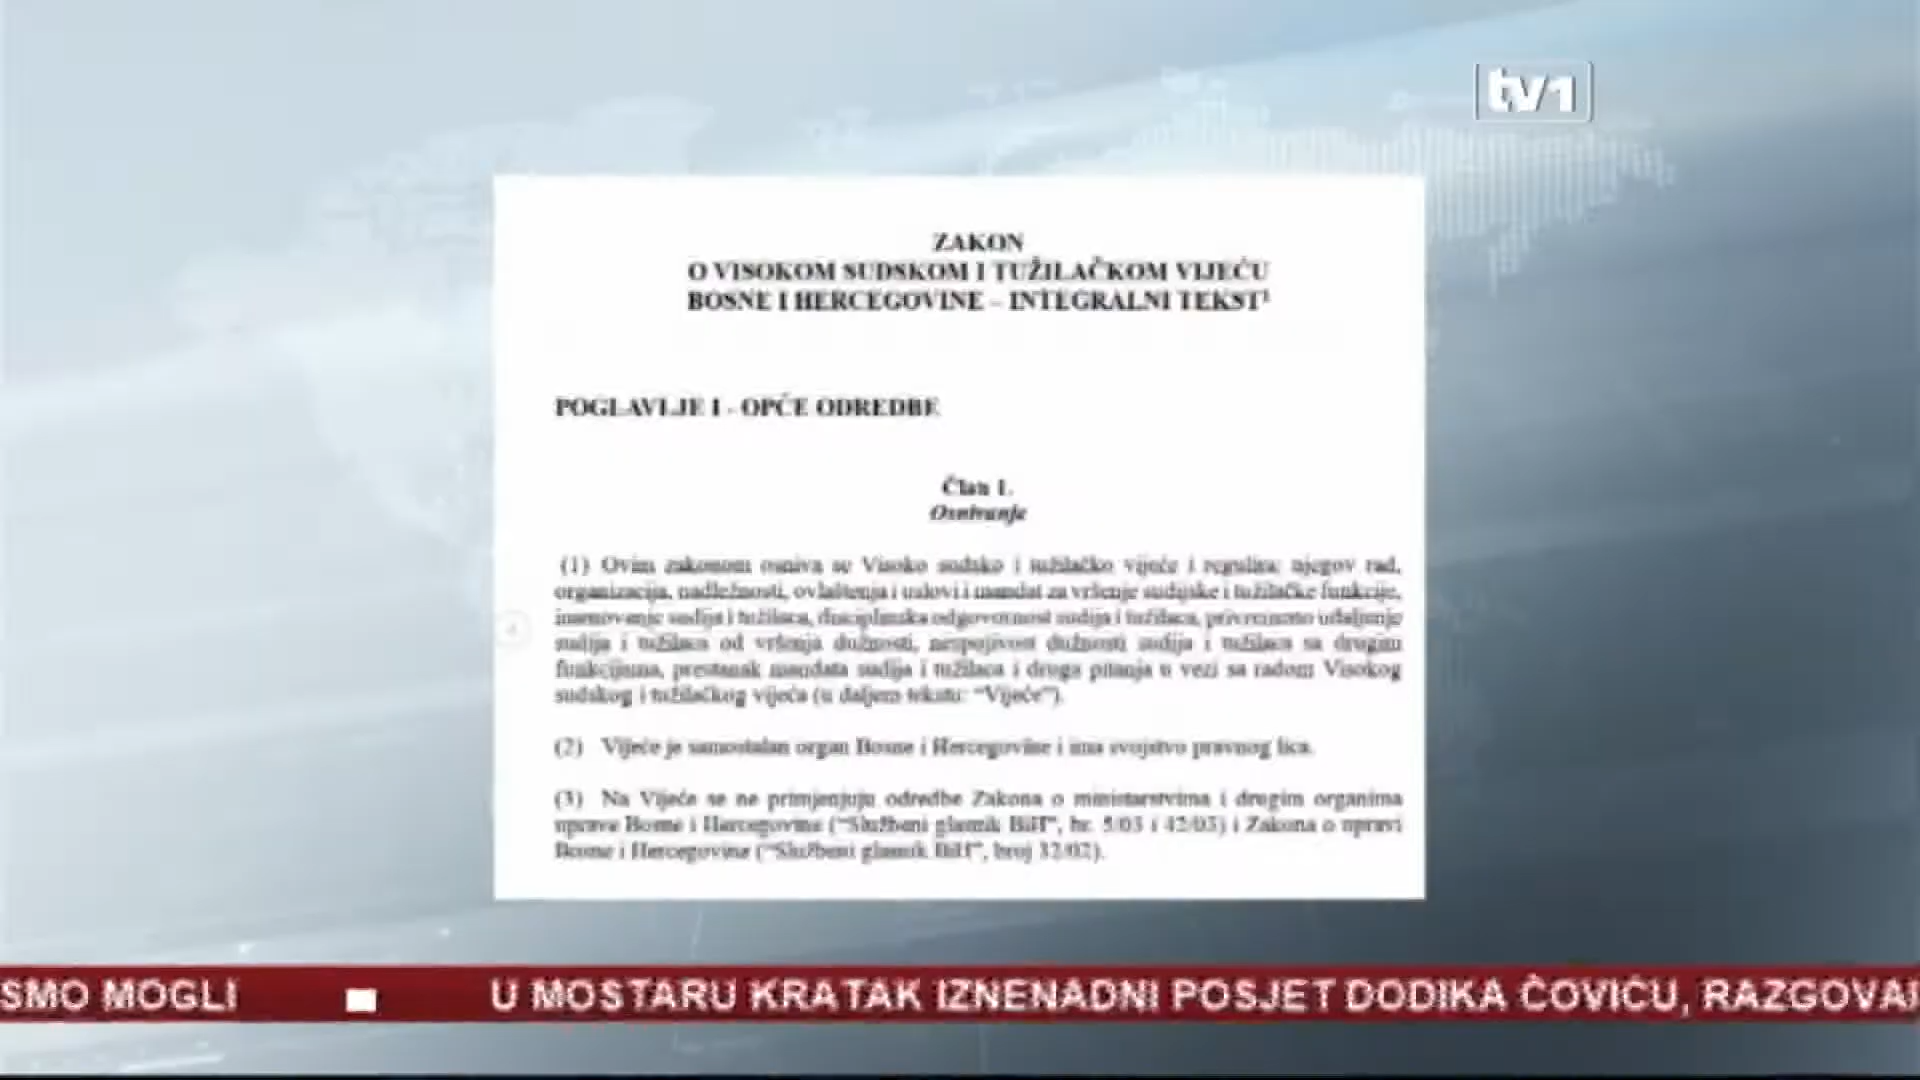 tv1
ZAKON
O VISOKOM SUDSKOM I TUŽILAČKOM VIJEĆU
BOSNE I HERCEGOVINE – INTEGRALNI TEKST¹
POGLAVLJE I - OPĆE ODREDBE
Član 1.
Osnivanje
(1) Ovim zakonom osniva se Visoko sudsko i tužilačko vijeće i regulira: njegov rad,
organizacija, nadležnosti, ovlaštenja i uslovi i mandat za vršenje sudijske i tužilačke funkcije,
imenovanje sudija i tužilaca, disciplinska odgovornost sudija i tužilaca, privremeno udaljenje
sudija i tužilaca od vršenja dužnosti, nespojivost dužnosti sudija i tužilaca sa drugim
funkcijama, prestanak mandata sudija i tužilaca i druga pitanja u vezi sa radom Visokog
sudskog i tužilačkog vijeća (u daljem tekstu: “Vijeće”).
(2) Vijeće je samostalan organ Bosne i Hercegovine i ima svojstvo pravnog lica.
(3) Na Vijeće se ne primjenjuju odredbe Zakona o ministarstvima i drugim organima
uprave Bosne i Hercegovine (“Službeni glasnik BiH”, br. 5/03 i 42/03) i Zakona o upravi
Bosne i Hercegovine (“Službeni glasnik BiH”, broj 32/02).
SMO MOGLI ■ U MOSTARU KRATAK IZNENADNI POSJET DODIKA ČOVIĆU, RAZGOVA